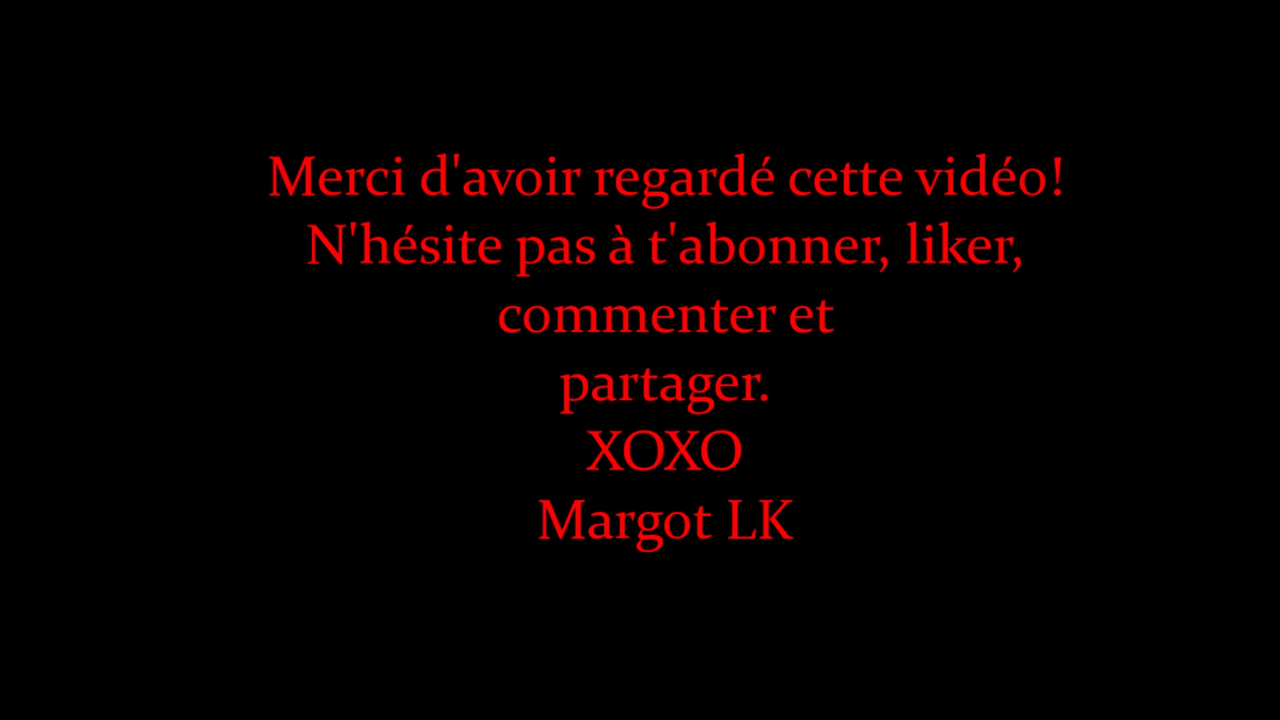 Merci d'avoir regardé cette vidéo!
N'hésite pas à t'abonner, liker,
commenter et
partager.
XOXO
Margot LK